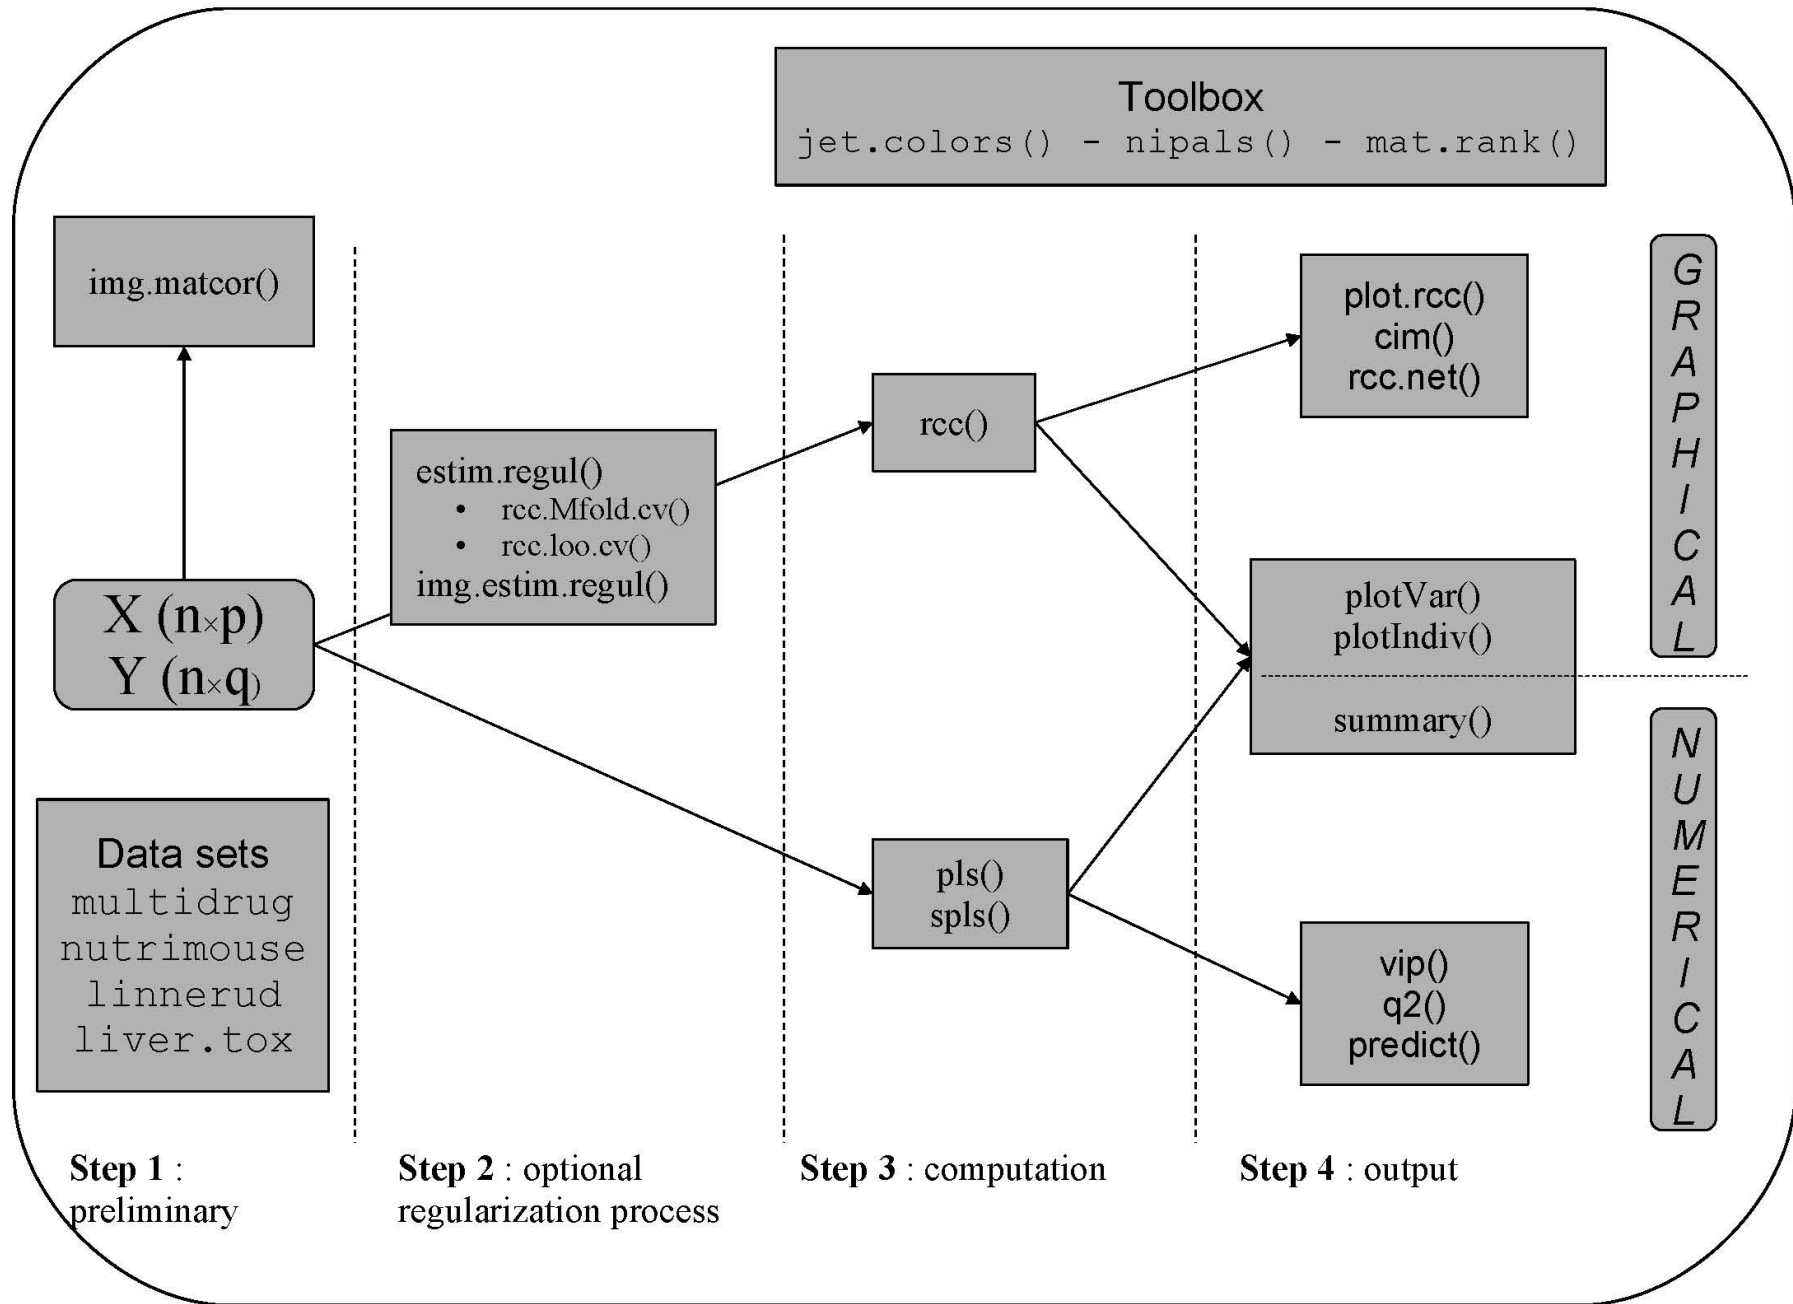 Toolbox
jet.colors() - nipals() - mat.rank()
img.matcor()
X (n×p)
Y (n×q)
Data sets
multidrug
nutrimouse
linnerud
liver.tox
estim.regul()
• rcc.Mfold.cv()
• rcc.loo.cv()
img.estim.regul()
rcc()
pls()
spls()
plot.rcc()
cim()
rcc.net()
plotVar()
plotIndiv()
summary()
vip()
q2()
predict()
GRAPHICAL
NUMERICAL
Step 1 :
preliminary
Step 2 : optional
regularization process
Step 3 : computation
Step 4 : output